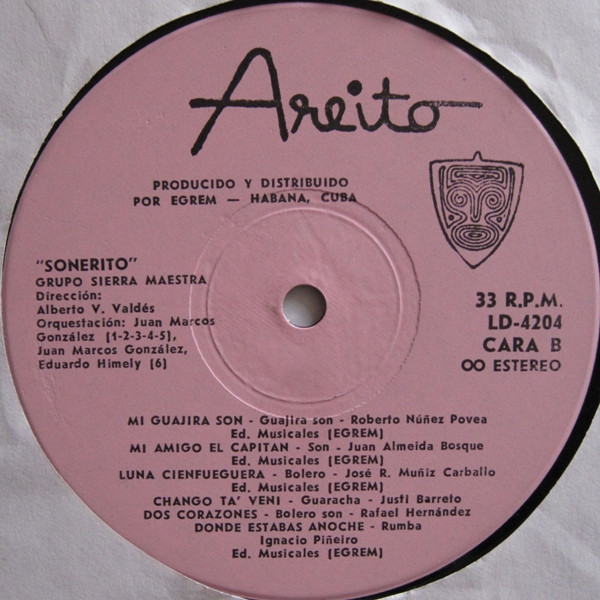 Areito
PRODUCIDO Y DISTRIBUIDO
POR EGREM — HABANA, CUBA
"SONERITO"
GRUPO SIERRA MAESTRA
Dirección:
Alberto V. Valdés
Orquestación: Juan Marcos
González (1-2-3-4-5),
Juan Marcos González,
Eduardo Himely (6)
33 R.P.M.
LD-4204
CARA B
∞ ESTEREO
MI GUAJIRA SON - Guajira son - Roberto Núñez Povea
Ed. Musicales (EGREM)
MI AMIGO EL CAPITAN - Son - Juan Almeida Bosque
Ed. Musicales (EGREM)
LUNA CIENFUEGUERA - Bolero - José R. Muñiz Carballo
Ed. Musicales (EGREM)
CHANGO TA' VENI - Guaracha - Justi Barreto
DOS CORAZONES - Bolero son - Rafael Hernández
DONDE ESTABAS ANOCHE - Rumba
Ignacio Piñeiro
Ed. Musicales (EGREM)